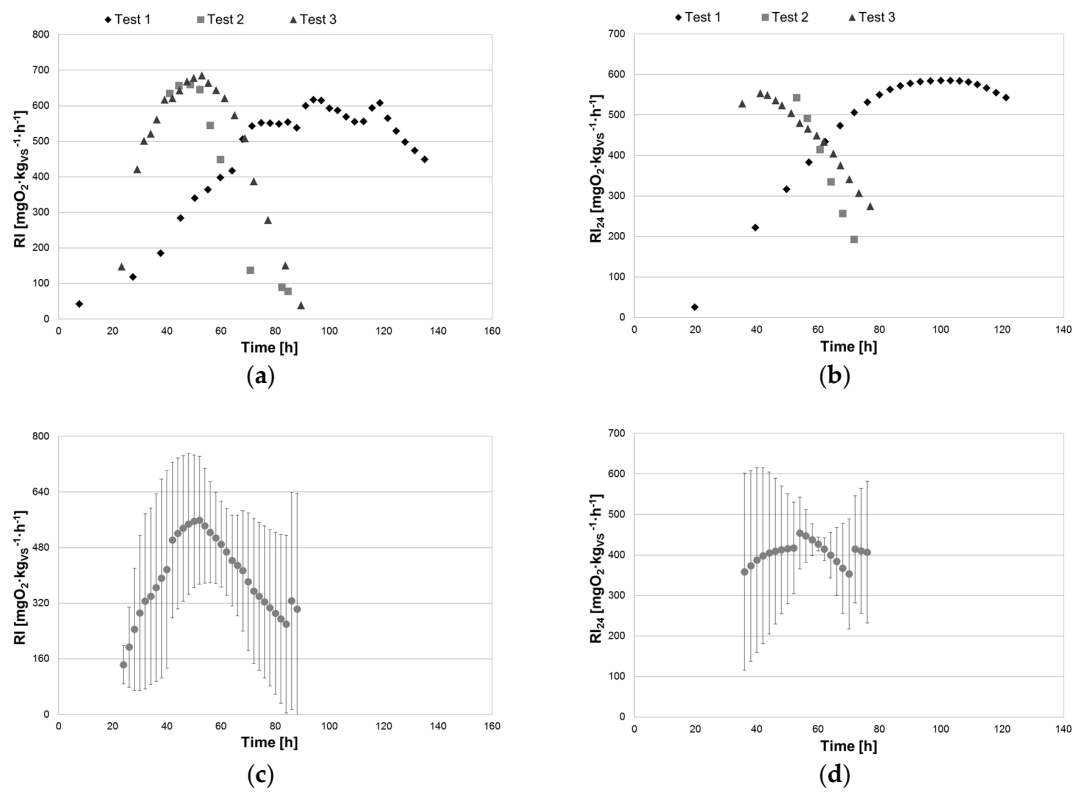 Test 1 Test 2 Test 3
800
700
600
500
400
300
200
100
0
RI [mgO₂·kgVS⁻¹·h⁻¹]
0 20 40 60 80 100 120 140 160
Time [h]
(a)
Test 1 Test 2 Test 3
700
600
500
400
300
200
100
0
RI₂₄ [mgO₂·kgVS⁻¹·h⁻¹]
0 20 40 60 80 100 120 140
Time [h]
(b)
800
640
480
320
160
0
RI [mgO₂·kgVS⁻¹·h⁻¹]
0 20 40 60 80 100 120 140 160
Time [h]
(c)
700
600
500
400
300
200
100
0
RI₂₄ [mgO₂·kgVS⁻¹·h⁻¹]
0 20 40 60 80 100 120 140
Time [h]
(d)